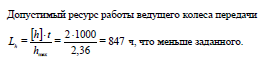 Допустимый ресурс работы ведущего колеса передачи
L_h = [h]·t / h_max = 2·1000 / 2,36 = 847 ч, что меньше заданного.